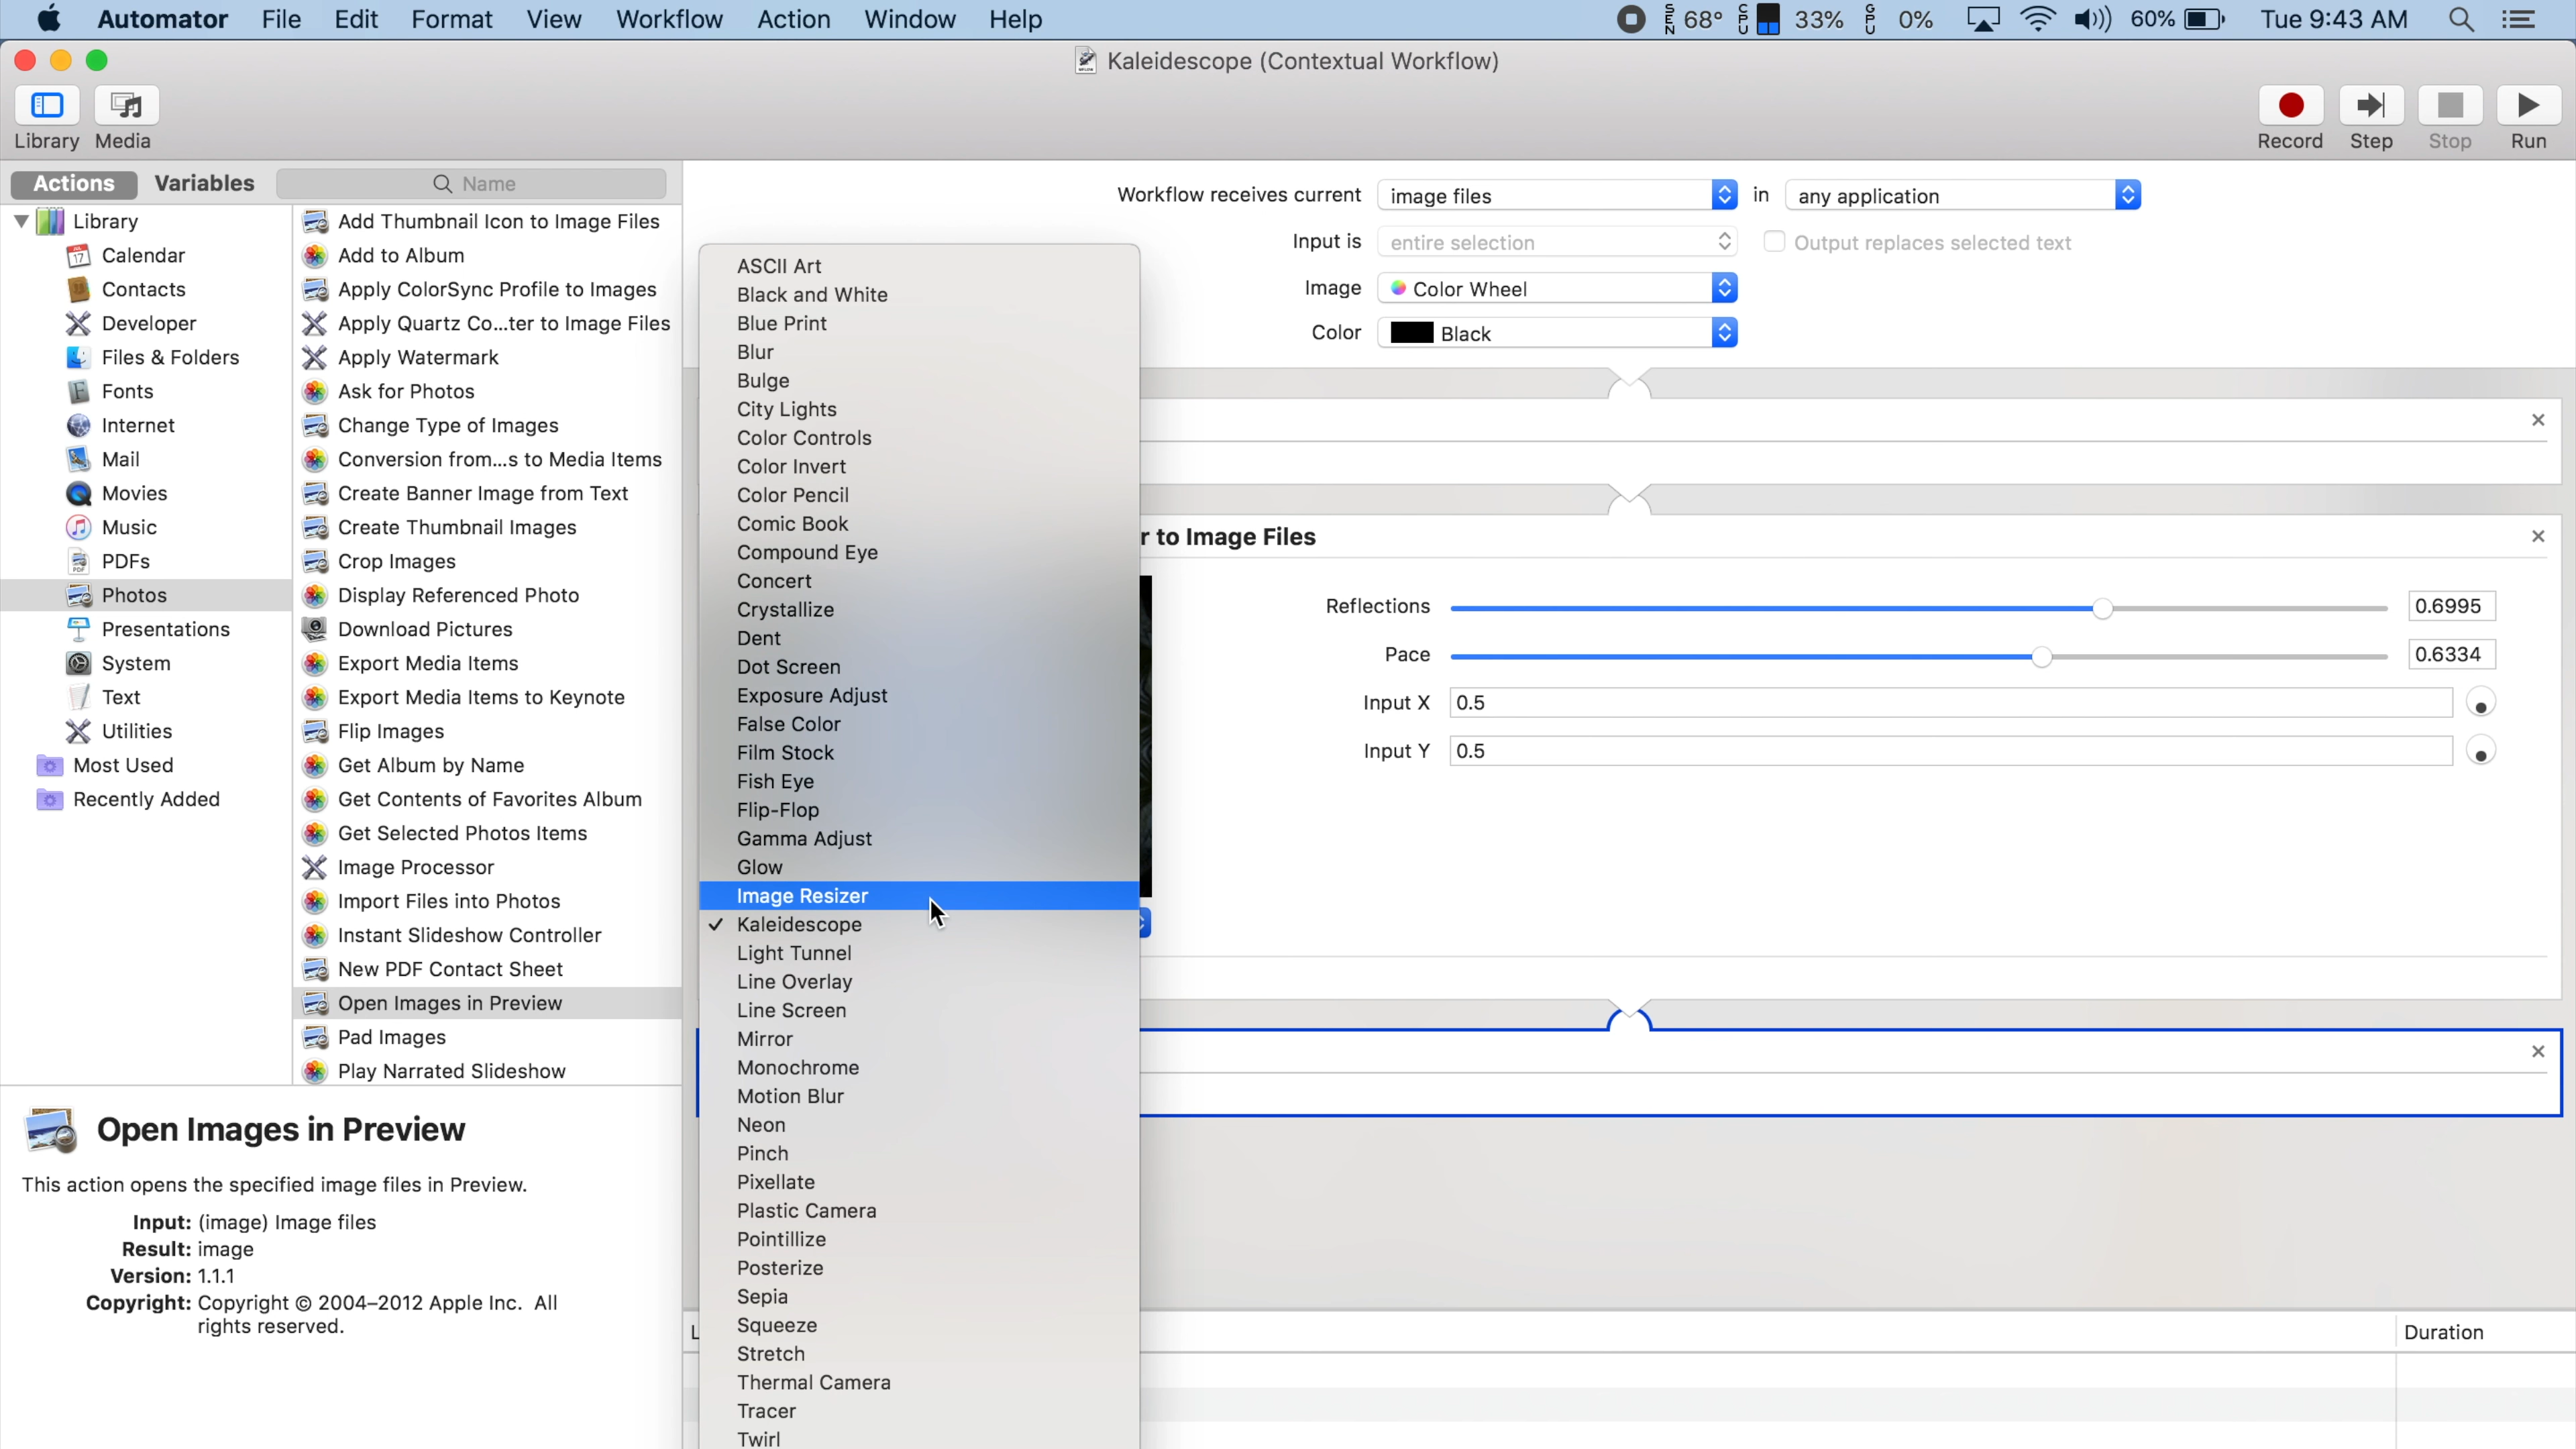 Automator File Edit Format View Workflow Action Window Help SEN 68° CPU 33% GPU 0% 60% Tue 9:43 AM
Kaleidescope (Contextual Workflow)
Library Media Record Step Stop Run
Actions Variables Name
Library
Calendar
Contacts
Developer
Files & Folders
Fonts
Internet
Mail
Movies
Music
PDFs
Photos
Presentations
System
Text
Utilities
Most Used
Recently Added
Add Thumbnail Icon to Image Files
Add to Album
Apply ColorSync Profile to Images
Apply Quartz Co...ter to Image Files
Apply Watermark
Ask for Photos
Change Type of Images
Conversion from...s to Media Items
Create Banner Image from Text
Create Thumbnail Images
Crop Images
Display Referenced Photo
Download Pictures
Export Media Items
Export Media Items to Keynote
Flip Images
Get Album by Name
Get Contents of Favorites Album
Get Selected Photos Items
Image Processor
Import Files into Photos
Instant Slideshow Controller
New PDF Contact Sheet
Open Images in Preview
Pad Images
Play Narrated Slideshow
Open Images in Preview
This action opens the specified image files in Preview.
Input: (image) Image files
Result: image
Version: 1.1.1
Copyright: Copyright © 2004–2012 Apple Inc. All
rights reserved.
Workflow receives current image files in any application
Input is entire selection Output replaces selected text
Image Color Wheel
Color Black
ASCII Art
Black and White
Blue Print
Blur
Bulge
City Lights
Color Controls
Color Invert
Color Pencil
Comic Book
Compound Eye
Concert
Crystallize
Dent
Dot Screen
Exposure Adjust
False Color
Film Stock
Fish Eye
Flip-Flop
Gamma Adjust
Glow
Image Resizer
✓ Kaleidescope
Light Tunnel
Line Overlay
Line Screen
Mirror
Monochrome
Motion Blur
Neon
Pinch
Pixellate
Plastic Camera
Pointillize
Posterize
Sepia
Squeeze
Stretch
Thermal Camera
Tracer
Twirl
r to Image Files
Reflections 0.6995
Pace 0.6334
Input X 0.5
Input Y 0.5
L Duration